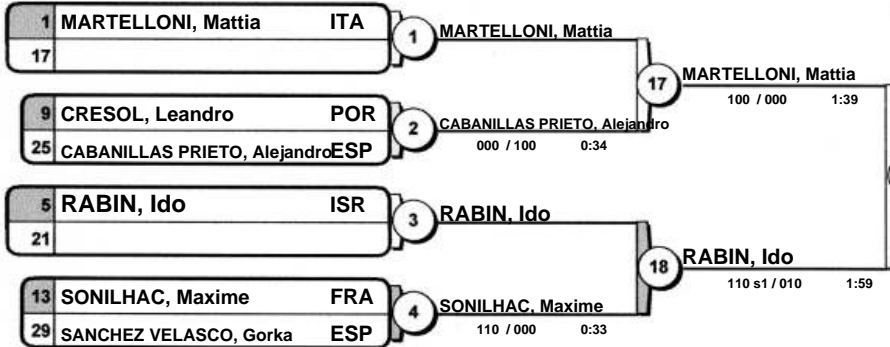 1 MARTELLONI, Mattia ITA
17
1 MARTELLONI, Mattia
9 CRESOL, Leandro POR
25 CABANILLAS PRIETO, Alejandro ESP
2 CABANILLAS PRIETO, Alejandro
000 / 100 0:34
17 MARTELLONI, Mattia
100 / 000 1:39
5 RABIN, Ido ISR
21
3 RABIN, Ido
13 SONILHAC, Maxime FRA
29 SANCHEZ VELASCO, Gorka ESP
4 SONILHAC, Maxime
110 / 000 0:33
18 RABIN, Ido
110 s1 / 010 1:59